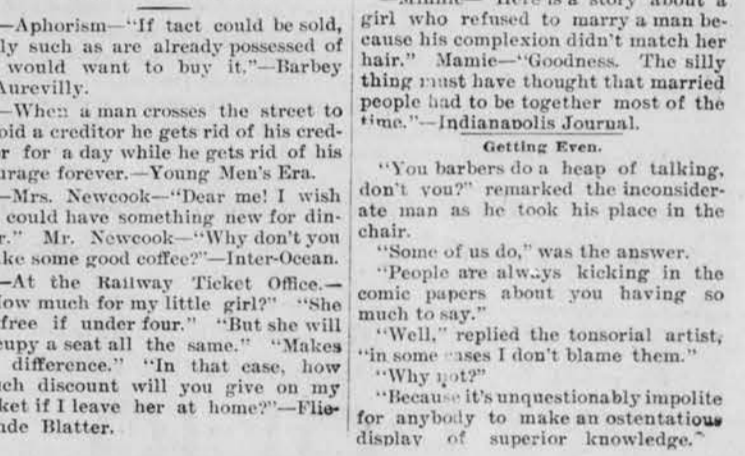 —Aphorism—"If tact could be sold,
ly such as are already possessed of
would want to buy it."—Barbey
Aurevilly.
—When a man crosses the street to
oid a creditor he gets rid of his cred-
r for a day while he gets rid of his
urage forever.—Young Men's Era.
—Mrs. Newcook—"Dear me! I wish
could have something new for din-
r." Mr. Newcook—"Why don't you
ke some good coffee?"—Inter-Ocean.
—At the Railway Ticket Office.—
How much for my little girl?" "She
free if under four." "But she will
cupy a seat all the same." "Makes
difference." "In that case, how
ch discount will you give on my
ket if I leave her at home?"—Flie-
nde Blatter.
Mamie—"Here is a story about a
girl who refused to marry a man be-
cause his complexion didn't match her
hair." Mamie—"Goodness. The silly
thing must have thought that married
people had to be together most of the
time."—Indianapolis Journal.
Getting Even.
"You barbers do a heap of talking,
don't you?" remarked the inconsider-
ate man as he took his place in the
chair.
"Some of us do," was the answer.
"People are always kicking in the
comic papers about you having so
much to say."
"Well," replied the tonsorial artist,
"in some cases I don't blame them."
"Why not?"
"Because it's unquestionably impolite
for anybody to make an ostentatious
display of superior knowledge."